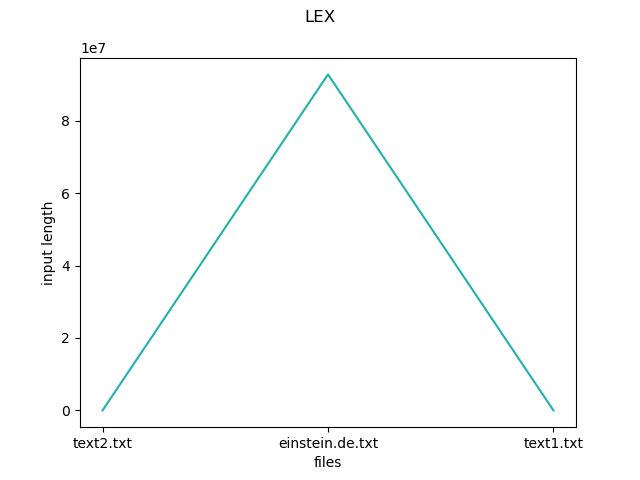 LEX
1e7
8
6
4
2
0
input length
text2.txt
einstein.de.txt
text1.txt
files